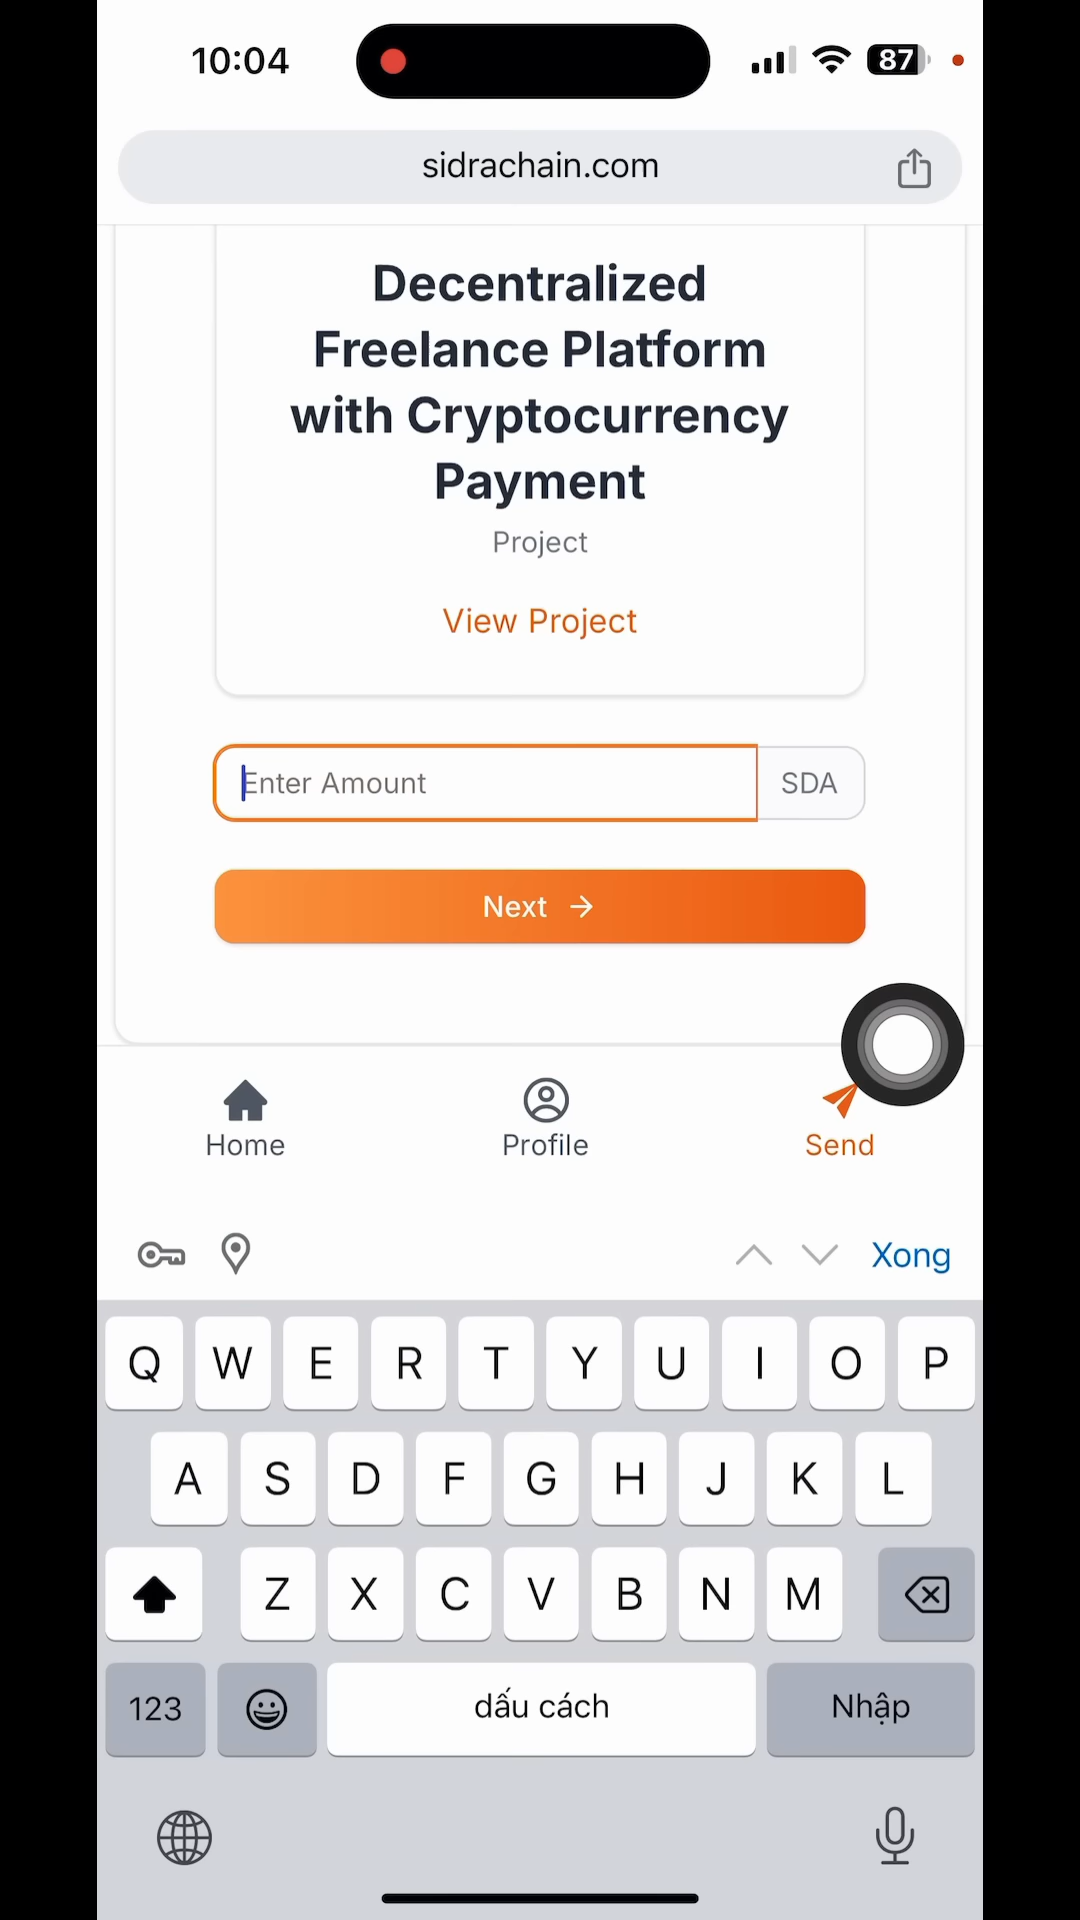 10:04
87
sidrachain.com
Decentralized
Freelance Platform
with Cryptocurrency
Payment
Project
View Project
Enter Amount
SDA
Next
Home
Profile
Send
Xong
Q W E R T Y U I O P
A S D F G H J K L
Z X C V B N M
123
dấu cách
Nhập